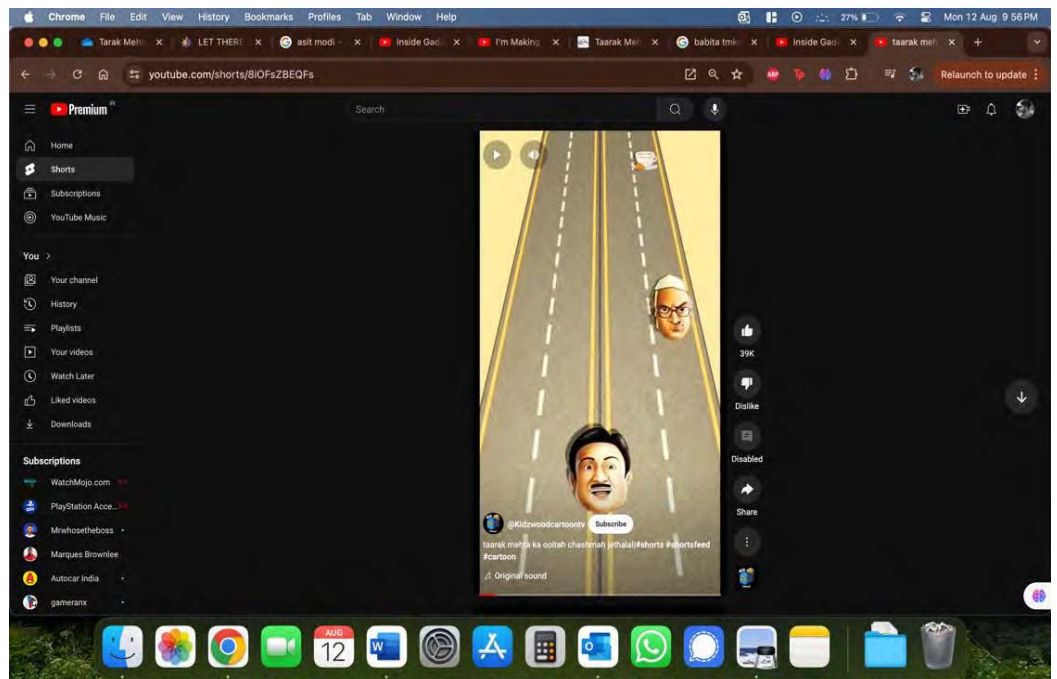 Chrome File Edit View History Bookmarks Profiles Tab Window Help 27% Mon 12 Aug 9 56 PM
Tarak Meh LET THERE asit modi - Inside Gad I'm Making Taarak Meh babita tmk Inside Gad taarak meh
youtube.com/shorts/8iOFsZBEQFs ABP Tp Relaunch to update
Premium IN Search
Home
Shorts
Subscriptions
YouTube Music
You
Your channel
History
Playlists
Your videos
Watch Later
Liked videos
Downloads
Subscriptions
WatchMojo.com
PlayStation Acce...
Mrwhosetheboss
Marques Brownlee
Autocar India
gameranx
39K
Dislike
Disabled
Share
@Kidzwoodcartoontv Subscribe
taarak mehta ka ooltah chashmah jethalal|#shorts #shortsfeed
#cartoon
Original sound
AUG
12